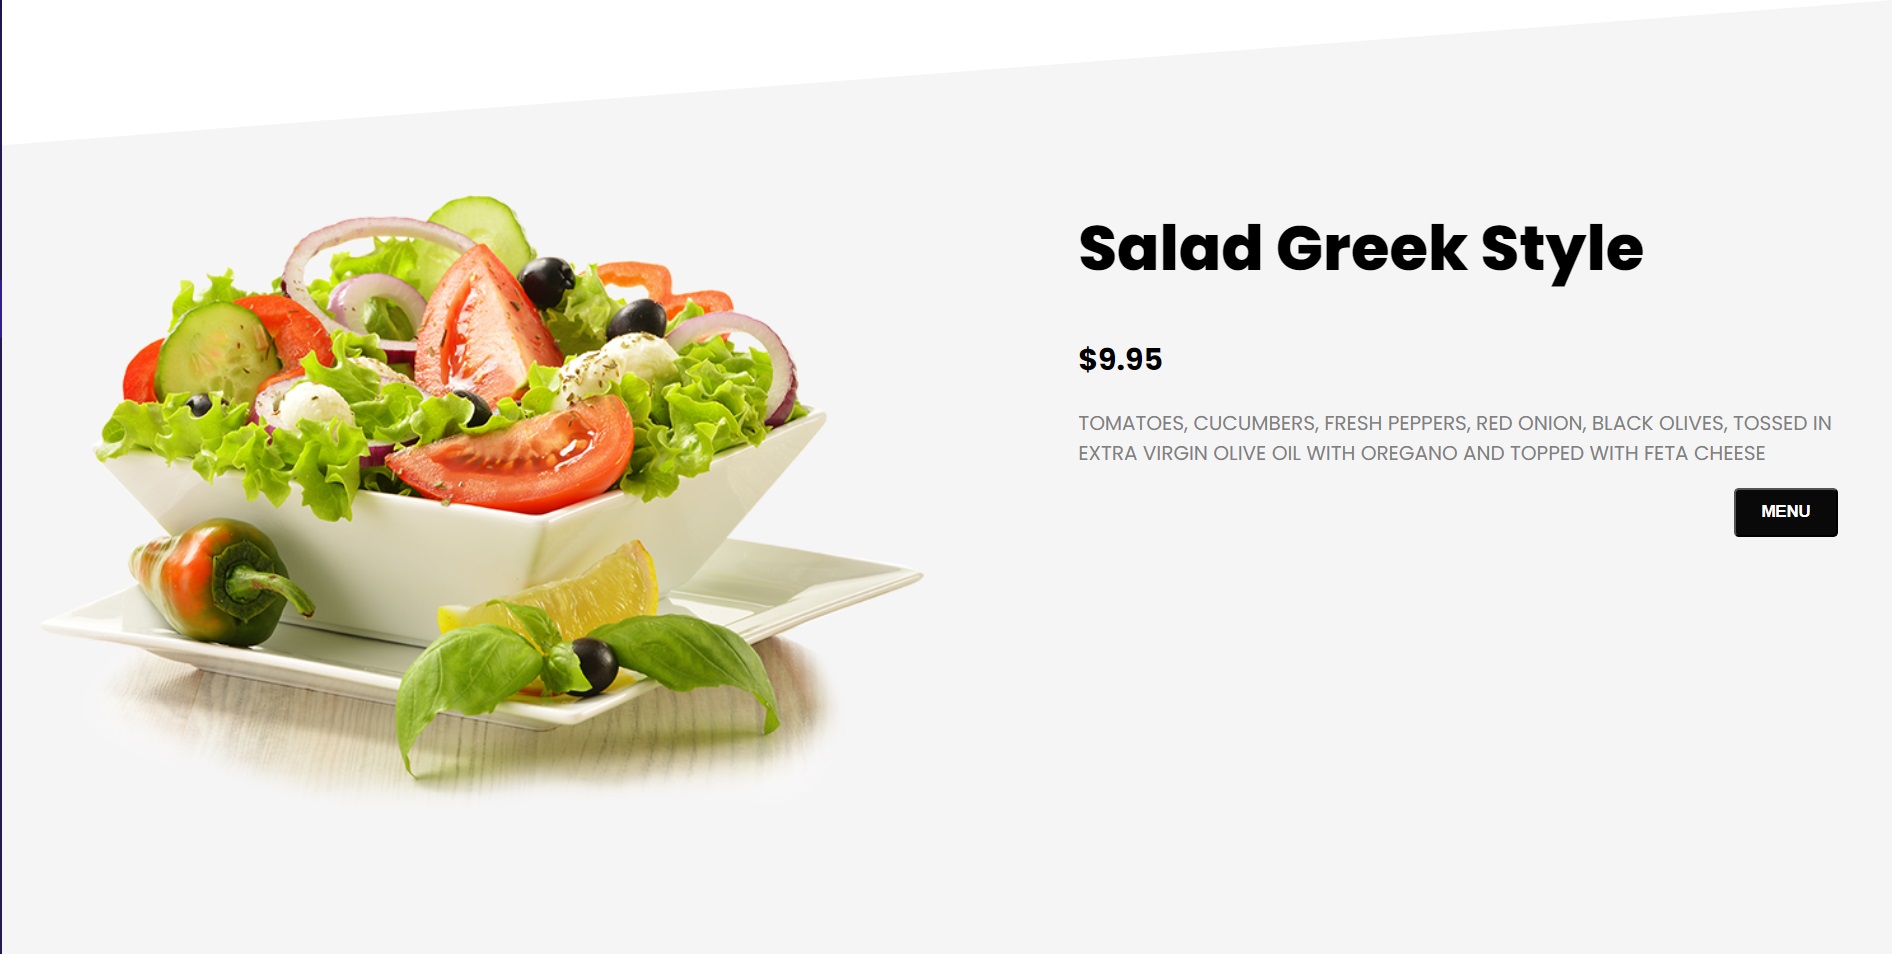 Salad Greek Style
$9.95
TOMATOES, CUCUMBERS, FRESH PEPPERS, RED ONION, BLACK OLIVES, TOSSED IN
EXTRA VIRGIN OLIVE OIL WITH OREGANO AND TOPPED WITH FETA CHEESE
MENU